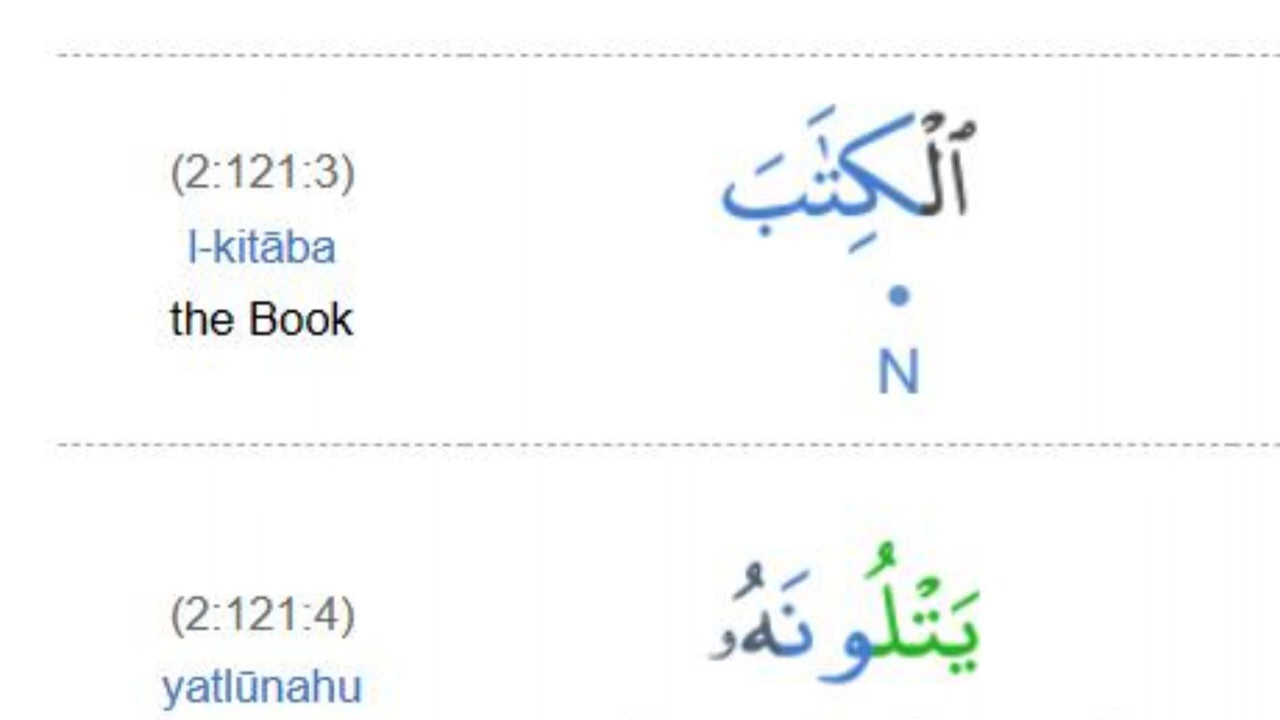 (2:121:3)
l-kitāba
the Book
ٱلْكِتَٰبَ
N
(2:121:4)
yatlūnahu
يَتْلُونَهُۥ